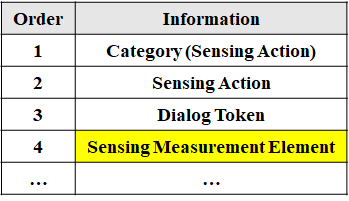 Order Information
1 Category (Sensing Action)
2 Sensing Action
3 Dialog Token
4 Sensing Measurement Element
... ...